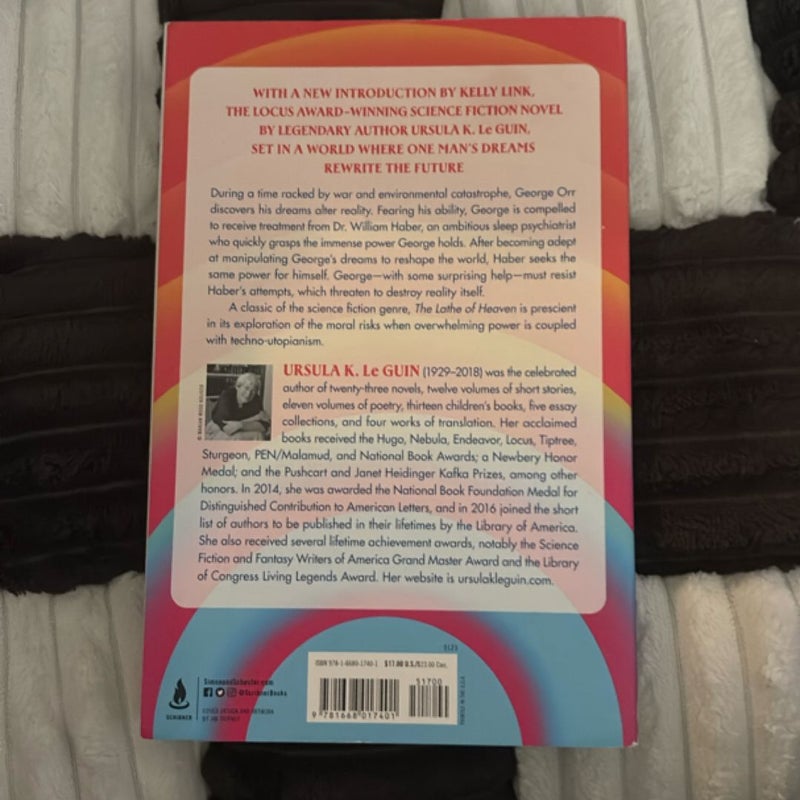 WITH A NEW INTRODUCTION BY KELLY LINK,
THE LOCUS AWARD-WINNING SCIENCE FICTION NOVEL
BY LEGENDARY AUTHOR URSULA K. Le GUIN,
SET IN A WORLD WHERE ONE MAN'S DREAMS
REWRITE THE FUTURE
During a time racked by war and environmental catastrophe, George Orr
discovers his dreams alter reality. Fearing his ability, George is compelled
to receive treatment from Dr. William Haber, an ambitious sleep psychiatrist
who quickly grasps the immense power George holds. After becoming adept
at manipulating George's dreams to reshape the world, Haber seeks the
same power for himself. George—with some surprising help—must resist
Haber's attempts, which threaten to destroy reality itself.
A classic of the science fiction genre, The Lathe of Heaven is prescient
in its exploration of the moral risks when overwhelming power is coupled
with techno-utopianism.
URSULA K. Le GUIN (1929–2018) was the celebrated
author of twenty-three novels, twelve volumes of short stories,
eleven volumes of poetry, thirteen children's books, five essay
collections, and four works of translation. Her acclaimed
books received the Hugo, Nebula, Endeavor, Locus, Tiptree,
Sturgeon, PEN/Malamud, and National Book Awards; a Newbery Honor
Medal; and the Pushcart and Janet Heidinger Kafka Prizes, among other
honors. In 2014, she was awarded the National Book Foundation Medal for
Distinguished Contribution to American Letters, and in 2016 joined the short
list of authors to be published in their lifetimes by the Library of America.
She also received several lifetime achievement awards, notably the Science
Fiction and Fantasy Writers of America Grand Master Award and the Library
of Congress Living Legends Award. Her website is ursulakleguin.com.
SCRIBNER
SimonandSchuster.com
@ScribnerBooks
COVER DESIGN AND ARTWORK
BY
ISBN 978-1-6680-1740-1 $17.00 U.S./$23.00 Can.
51700
9 781668 017401